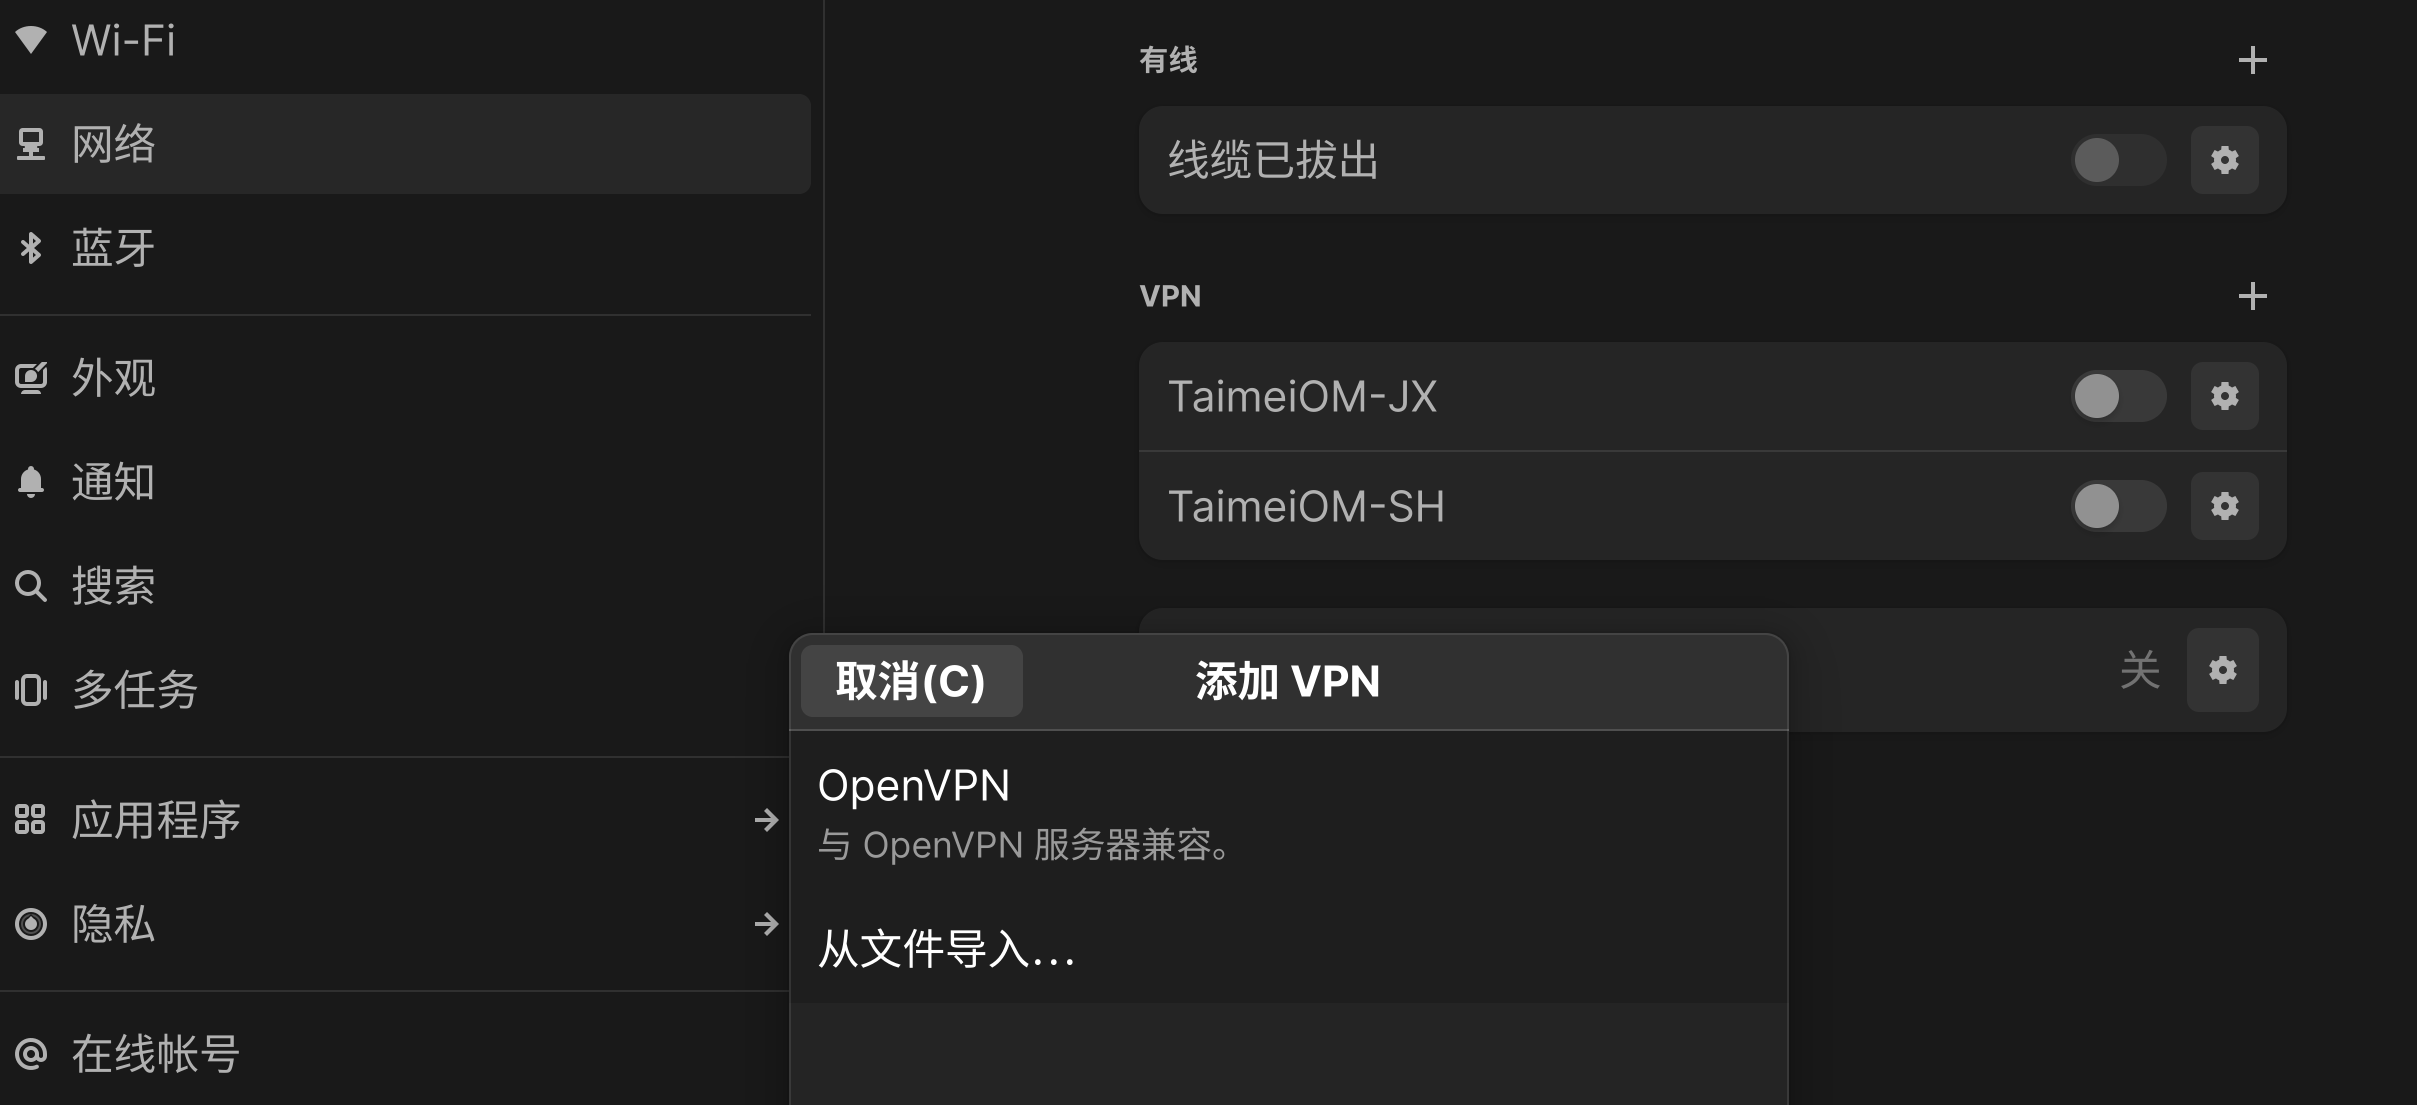 Wi-Fi
网络
蓝牙
外观
通知
搜索
多任务
应用程序
隐私
在线帐号
有线
线缆已拔出
VPN
TaimeiOM-JX
TaimeiOM-SH
关
取消(C)
添加 VPN
OpenVPN
与 OpenVPN 服务器兼容。
从文件导入…